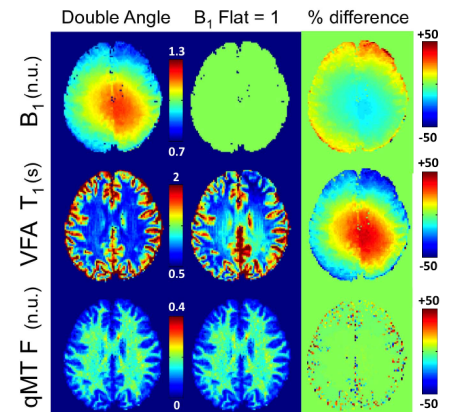 Double Angle
B₁ Flat = 1
% difference
B₁ (n.u.)
1.3
0.7
+50
-50
VFA T₁(s)
2
0.5
+50
-50
qMT F (n.u.)
0.4
0
+50
-50